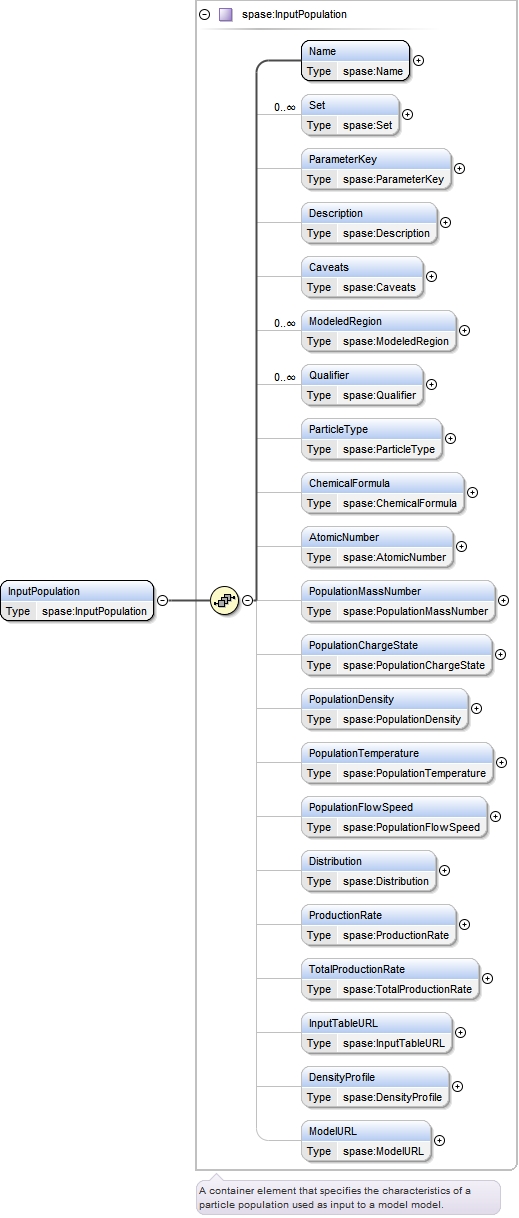 spase:InputPopulation
Name
Type spase:Name
0..∞
Set
Type spase:Set
ParameterKey
Type spase:ParameterKey
Description
Type spase:Description
Caveats
Type spase:Caveats
0..∞
ModeledRegion
Type spase:ModeledRegion
0..∞
Qualifier
Type spase:Qualifier
ParticleType
Type spase:ParticleType
ChemicalFormula
Type spase:ChemicalFormula
AtomicNumber
Type spase:AtomicNumber
InputPopulation
Type spase:InputPopulation
PopulationMassNumber
Type spase:PopulationMassNumber
PopulationChargeState
Type spase:PopulationChargeState
PopulationDensity
Type spase:PopulationDensity
PopulationTemperature
Type spase:PopulationTemperature
PopulationFlowSpeed
Type spase:PopulationFlowSpeed
Distribution
Type spase:Distribution
ProductionRate
Type spase:ProductionRate
TotalProductionRate
Type spase:TotalProductionRate
InputTableURL
Type spase:InputTableURL
DensityProfile
Type spase:DensityProfile
ModelURL
Type spase:ModelURL
A container element that specifies the characteristics of a
particle population used as input to a model model.